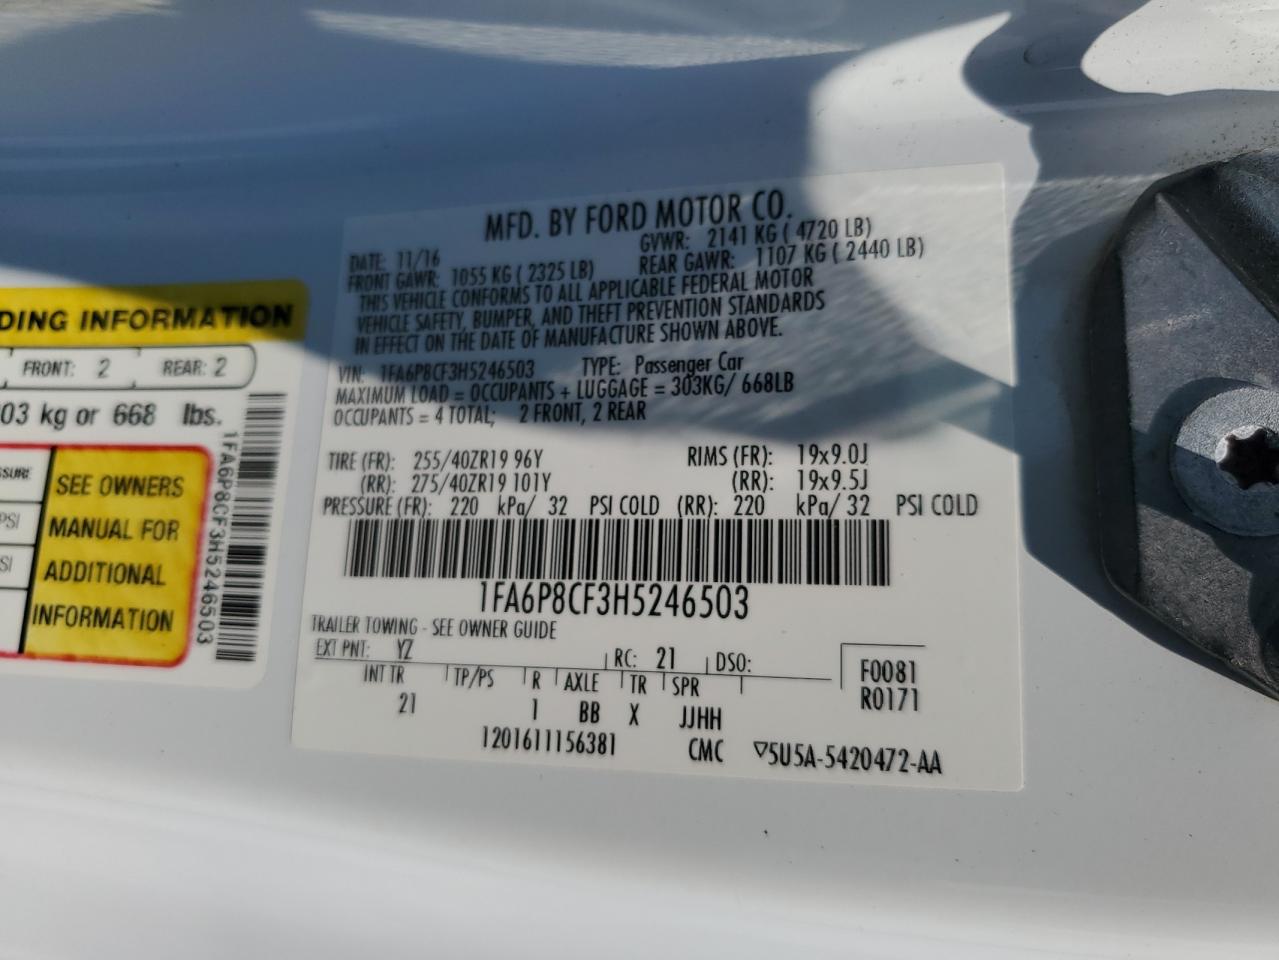 DING INFORMATION
FRONT: 2 REAR: 2
03 kg or 668 lbs.
SSURE
PSI
SI
SEE OWNERS
MANUAL FOR
ADDITIONAL
INFORMATION
1FA6P8CF3H5246503
MFD. BY FORD MOTOR CO.
DATE: 11/16 GVWR: 2141 KG ( 4720 LB)
FRONT GAWR: 1055 KG ( 2325 LB) REAR GAWR: 1107 KG ( 2440 LB)
THIS VEHICLE CONFORMS TO ALL APPLICABLE FEDERAL MOTOR
VEHICLE SAFETY, BUMPER, AND THEFT PREVENTION STANDARDS
IN EFFECT ON THE DATE OF MANUFACTURE SHOWN ABOVE.
VIN: 1FA6P8CF3H5246503 TYPE: Passenger Car
MAXIMUM LOAD = OCCUPANTS + LUGGAGE = 303KG/ 668LB
OCCUPANTS = 4 TOTAL; 2 FRONT, 2 REAR
TIRE (FR): 255/40ZR19 96Y RIMS (FR): 19x9.0J
(RR): 275/40ZR19 101Y (RR): 19x9.5J
PRESSURE (FR): 220 kPa/ 32 PSI COLD (RR): 220 kPa/ 32 PSI COLD
1FA6P8CF3H5246503
TRAILER TOWING - SEE OWNER GUIDE
EXT PNT: YZ RC: 21 DSO: F0081
INT TR TP/PS R AXLE TR SPR R0171
21 1 BB X JJHH
1201611156381 CMC ▽5U5A-5420472-AA